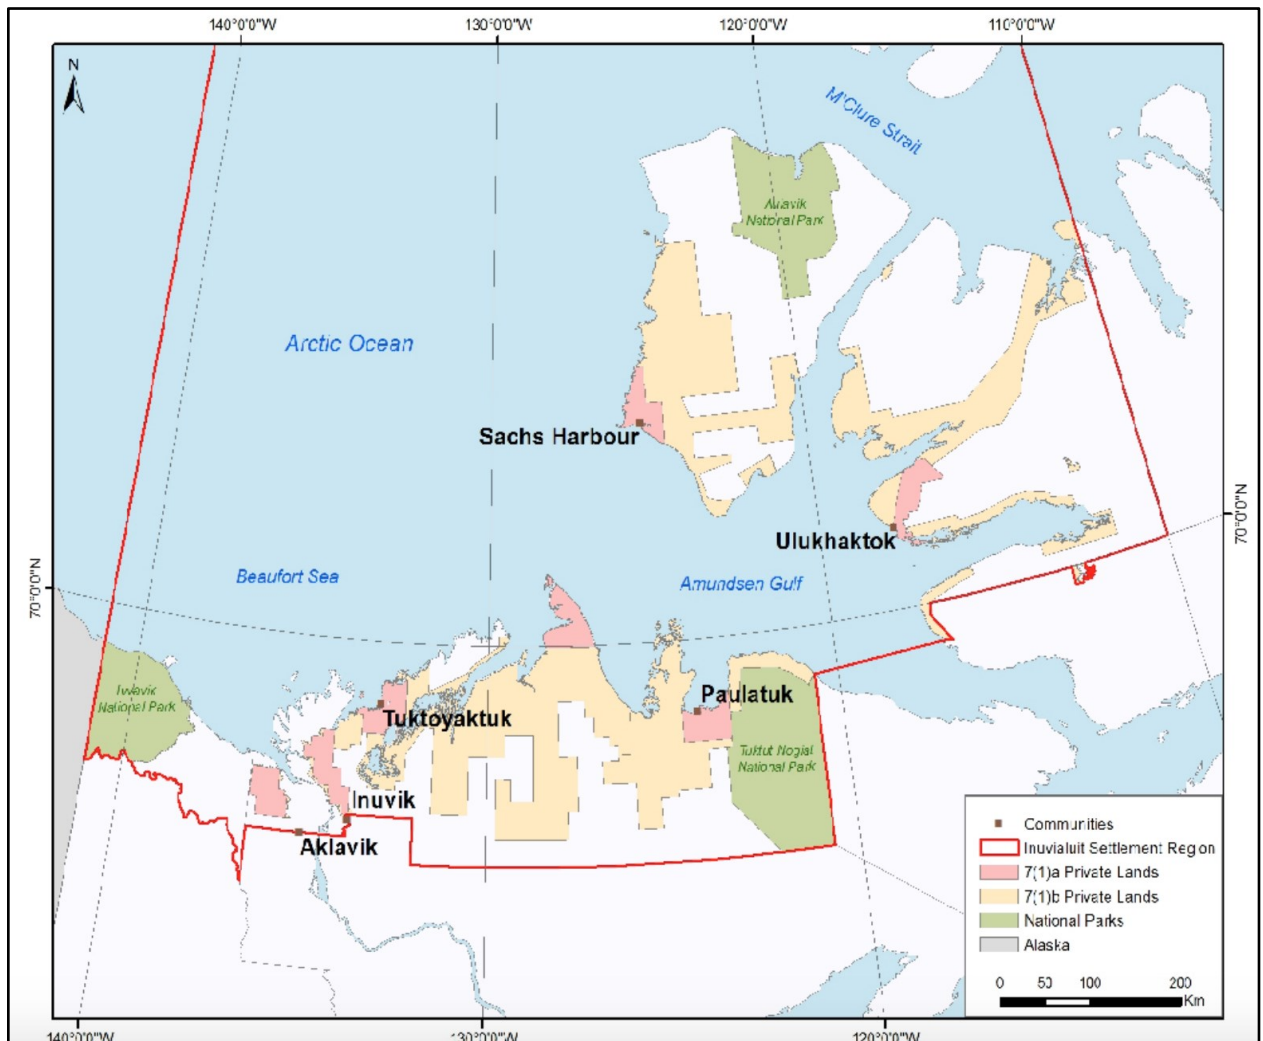 140°0'0"W 130°0'0"W 120°0'0"W 110°0'0"W
N
M'Clure Strait
Aulavik
National Park
Arctic Ocean
Sachs Harbour
70°0'0"N
Ulukhaktok
70°0'0"N
Beaufort Sea
Amundsen Gulf
Ivvavik
National Park
Paulatuk
Tuktoyaktuk
Tuktut Nogiat
National Park
Inuvik
Aklavik
Communities
Inuvialuit Settlement Region
7(1)a Private Lands
7(1)b Private Lands
National Parks
Alaska
0 50 100 200
Km
140°0'0"W 130°0'0"W 120°0'0"W